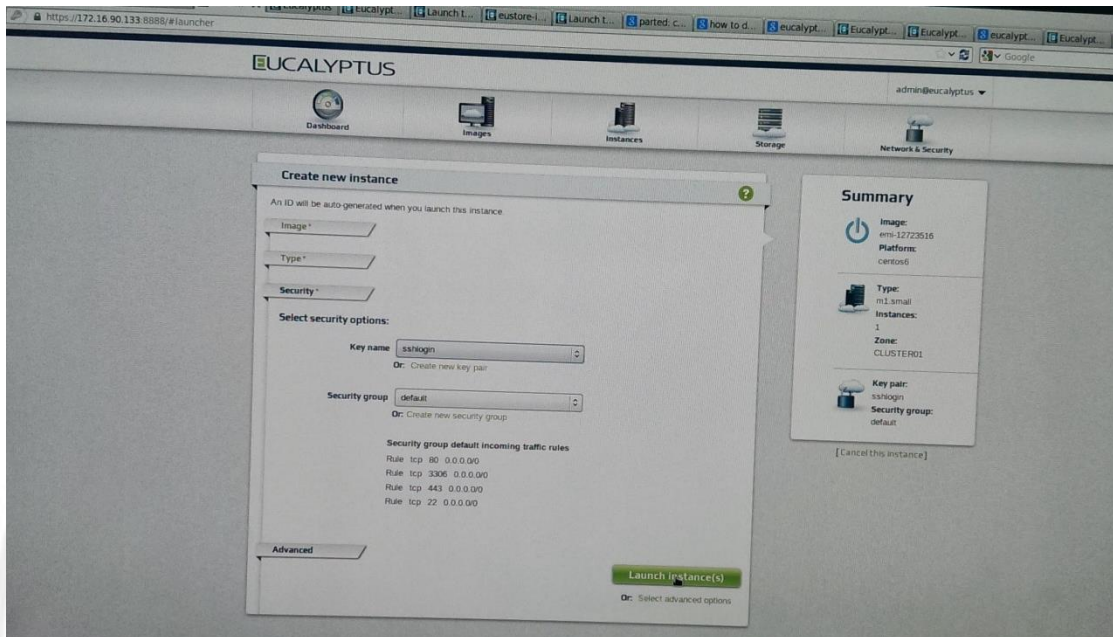 https://172.16.90.133:8888/#launcher
Eucalypt...
Launch t...
eustore-i...
Launch t...
parted: c...
how to d...
eucalypt...
Eucalypt...
Eucalypt...
eucalypt...
Eucalypt...
Google
EUCALYPTUS
admin@eucalyptus
Dashboard
Images
Instances
Storage
Network & Security
Create new instance
?
An ID will be auto-generated when you launch this instance
Image*
Type*
Security*
Select security options:
Key name sshlogin
Or: Create new key pair
Security group default
Or: Create new security group
Security group default incoming traffic rules
Rule tcp 80 0.0.0.0/0
Rule tcp 3306 0.0.0.0/0
Rule tcp 443 0.0.0.0/0
Rule tcp 22 0.0.0.0/0
Advanced
Launch instance(s)
Or: Select advanced options
Summary
Image:
emi-12723516
Platform:
centos6
Type:
m1.small
Instances:
1
Zone:
CLUSTER01
Key pair:
sshlogin
Security group:
default
[Cancel this instance]